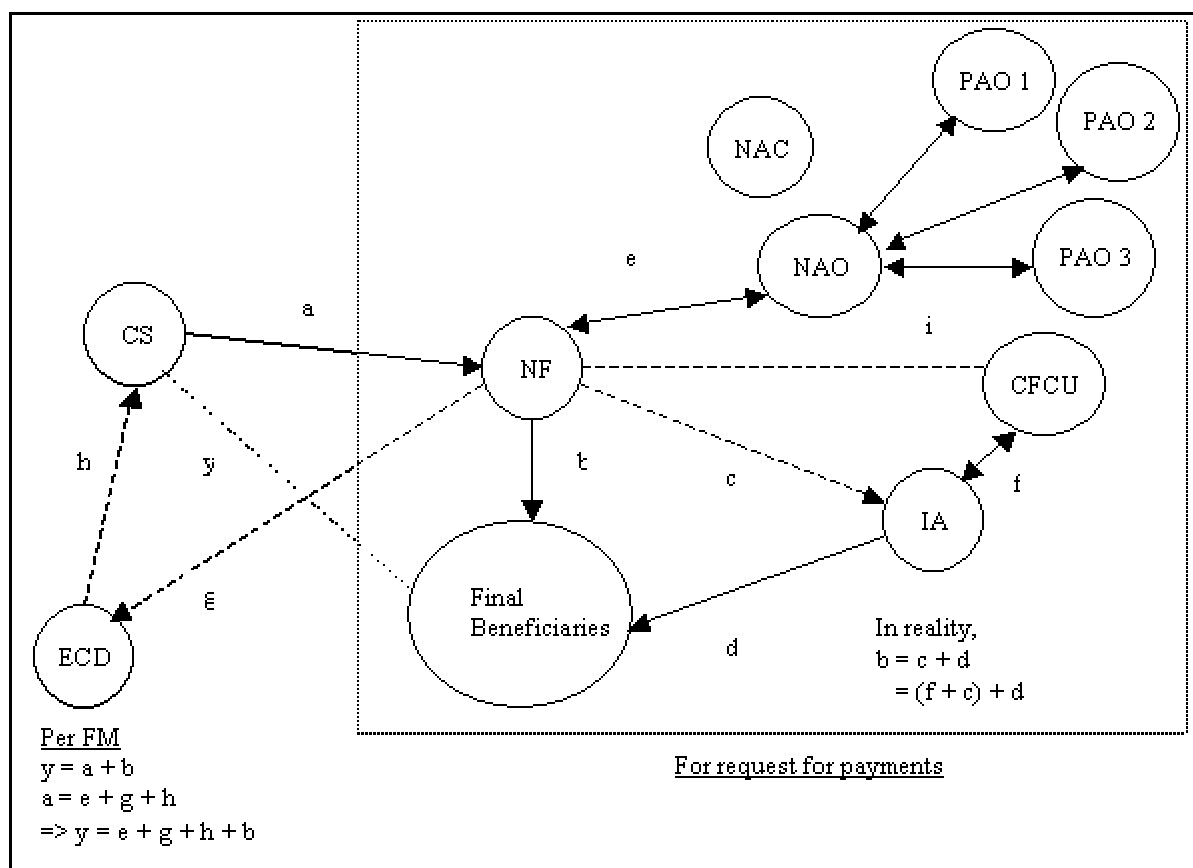 PAO 1
PAO 2
NAC
PAO 3
NAO
e
i
a
CS
NF
CFCU
h
y
c
f
IA
Final
Beneficiaries
d
ECD
In reality,
b = c + d
= (f + c) + d
Per FM
y = a + b
a = e + g + h
=> y = e + g + h + b
For request for payments